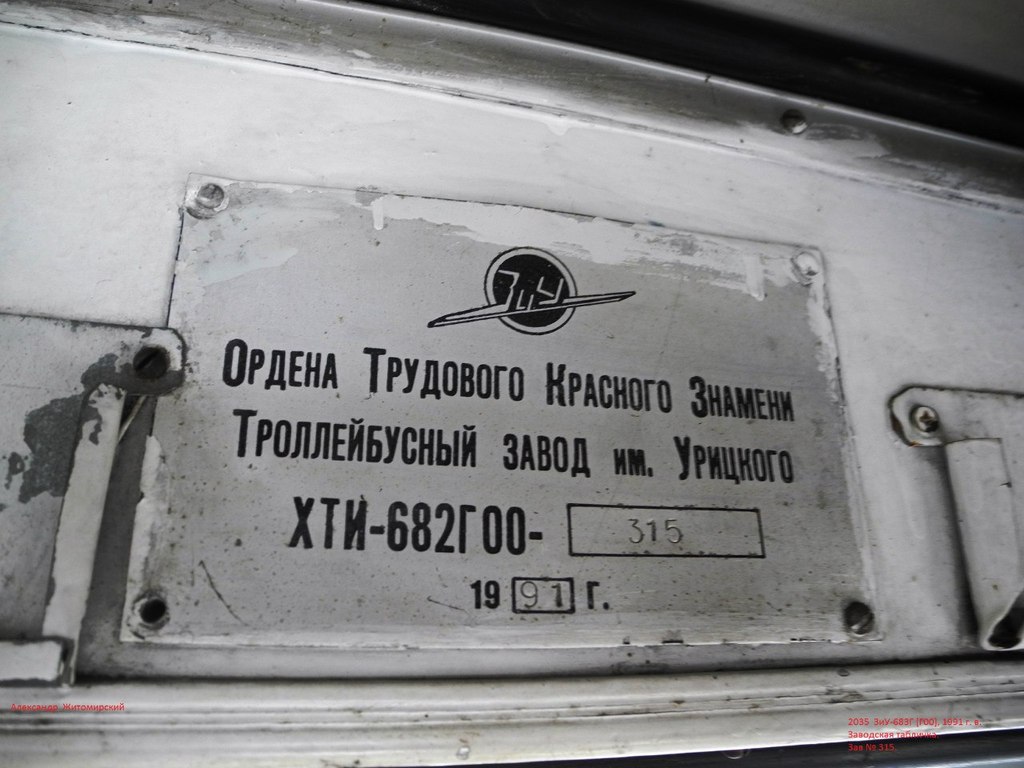 ЗиУ
Ордена Трудового Красного Знамени
Троллейбусный завод им. Урицкого
ХТИ-682Г00- 315
19 91 г.
Александр Житомирский
2035 ЗиУ-683Г [Г00], 1991 г. в.
Заводская табличка.
Зав № 315.